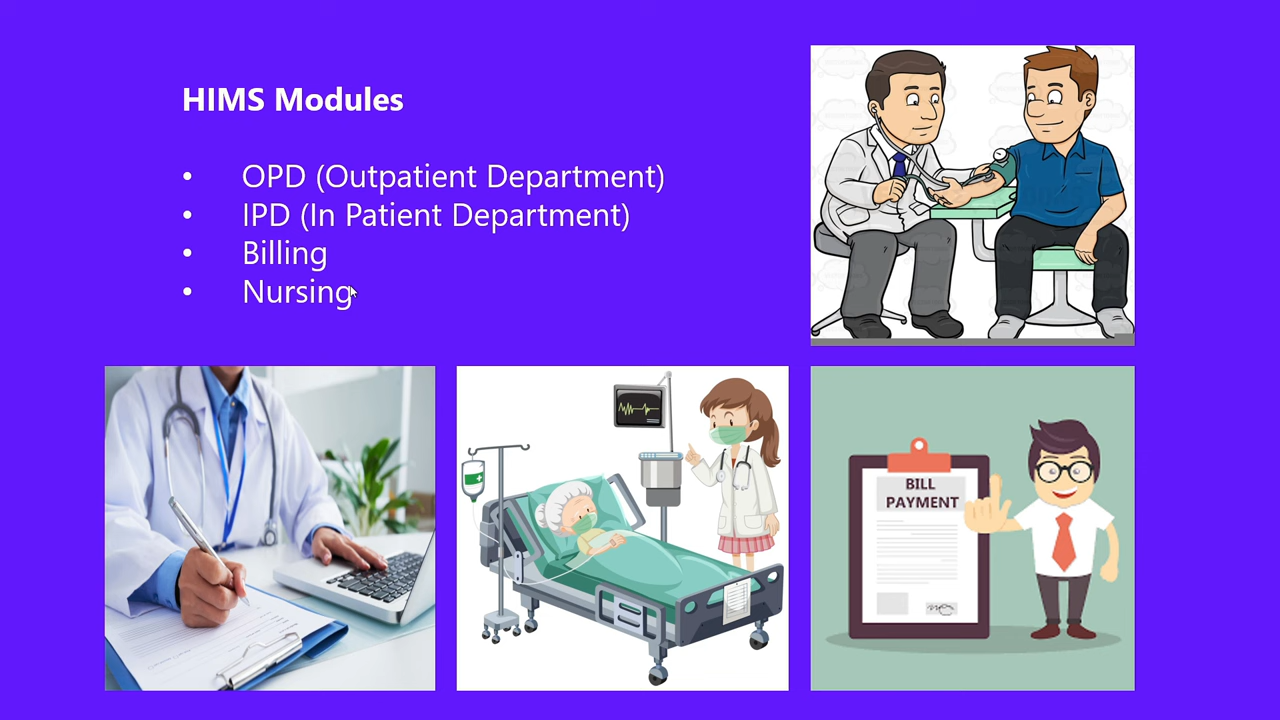 HIMS Modules
• OPD (Outpatient Department)
• IPD (In Patient Department)
• Billing
• Nursing
BILL
PAYMENT